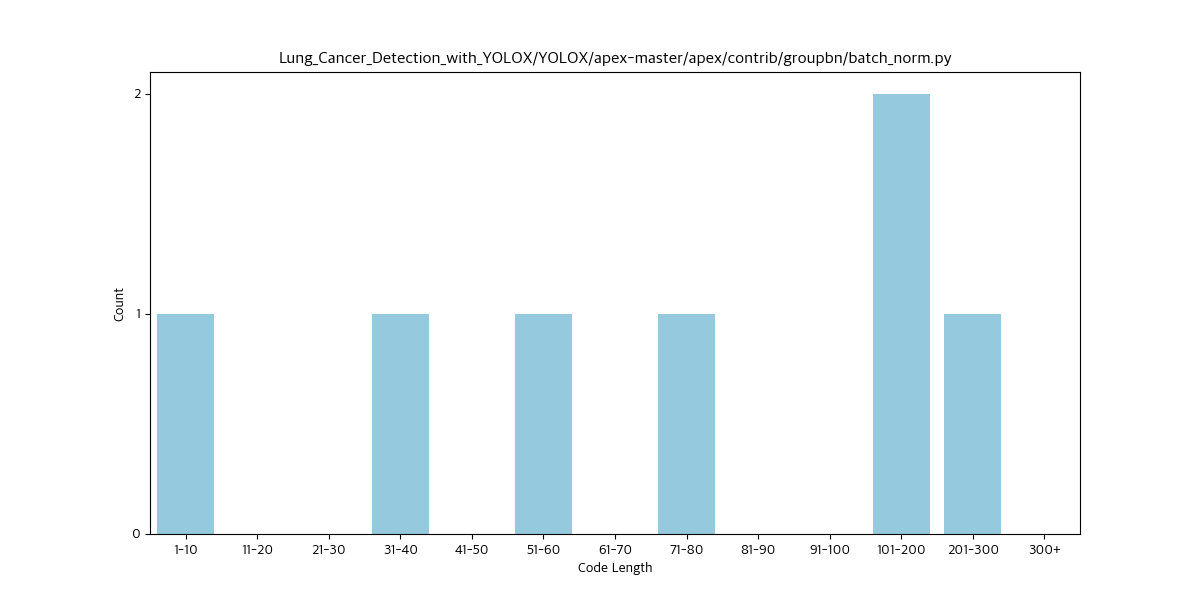 Lung_Cancer_Detection_with_YOLOX/YOLOX/apex-master/apex/contrib/groupbn/batch_norm.py
2
1
0
Count
1-10 11-20 21-30 31-40 41-50 51-60 61-70 71-80 81-90 91-100 101-200 201-300 300+
Code Length